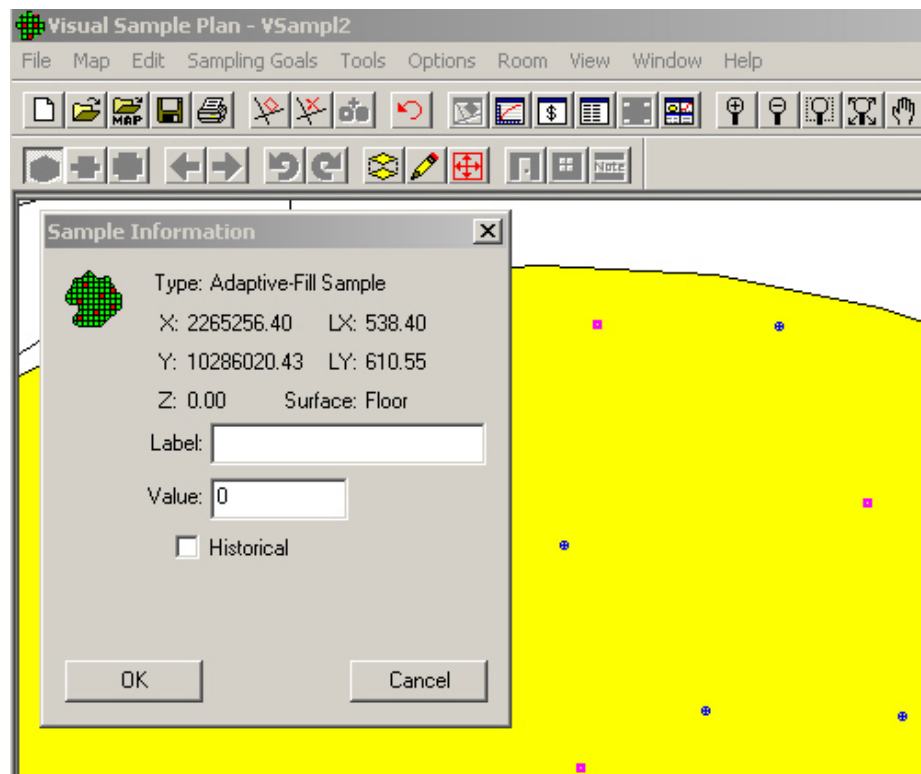 Visual Sample Plan - VSampl2
File Map Edit Sampling Goals Tools Options Room View Window Help
MAP $
Note
Sample Information
Type: Adaptive-Fill Sample
X: 2265256.40 LX: 538.40
Y: 10286020.43 LY: 610.55
Z: 0.00 Surface: Floor
Label:
Value: 0
Historical
OK Cancel